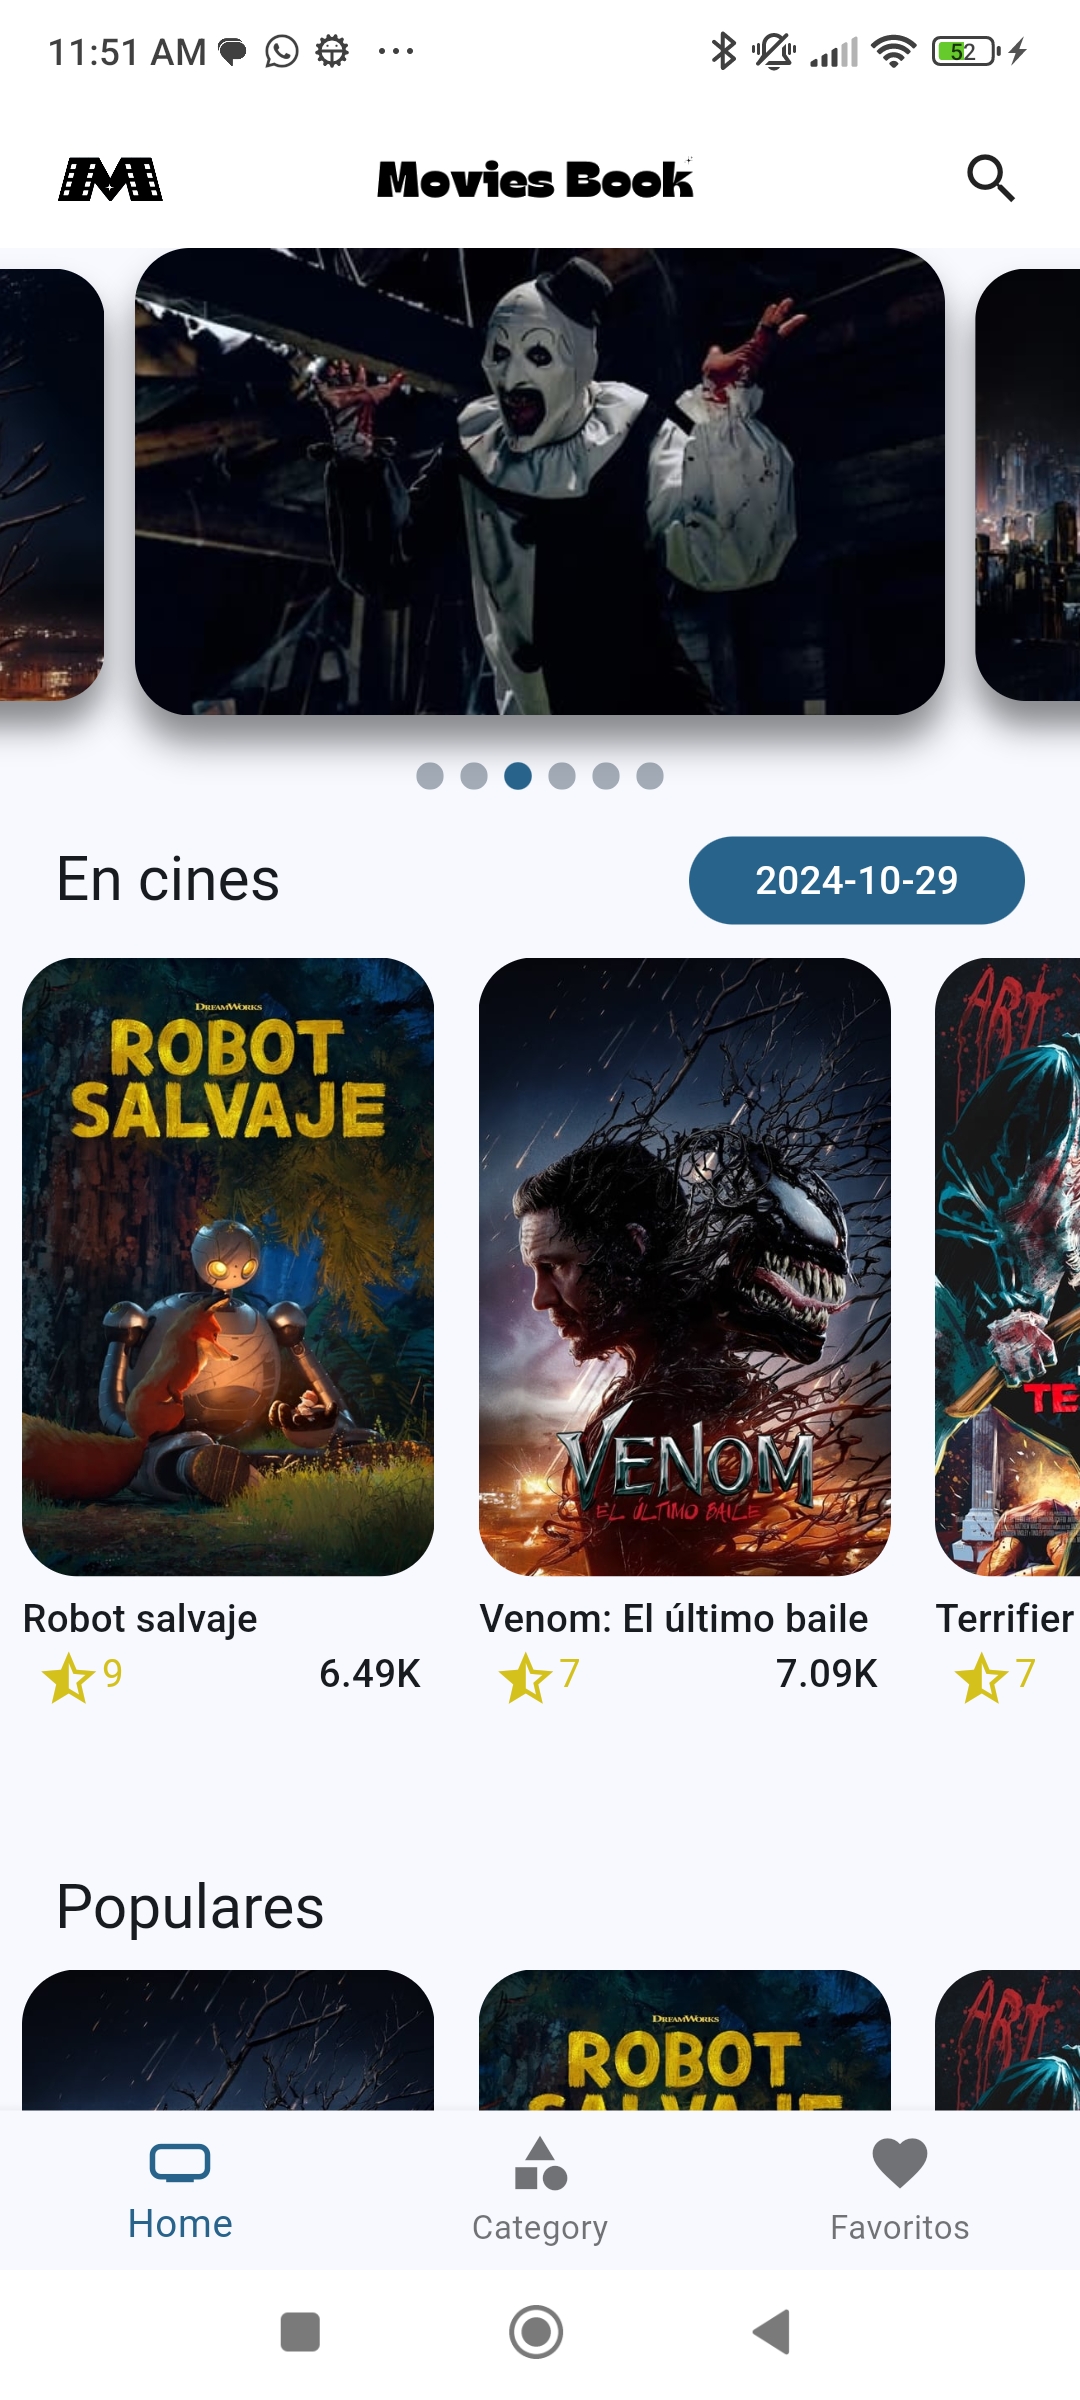 11:51 AM
52
Movies Book
En cines
2024-10-29
DREAMWORKS
ROBOT
SALVAJE
VENOM
EL ÚLTIMO BAILE
ART
TE
Robot salvaje
Venom: El último baile
Terrifier
9
6.49K
7
7.09K
7
Populares
DREAMWORKS
ROBOT
SALVAJE
ART
Home
Category
Favoritos